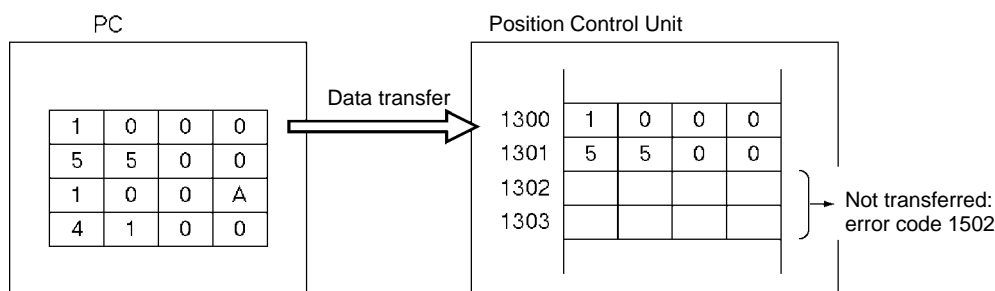 PC
Position Control Unit
Data transfer
1 0 0 0
5 5 0 0
1 0 0 A
4 1 0 0
1300 1 0 0 0
1301 5 5 0 0
1302
1303
Not transferred:
error code 1502